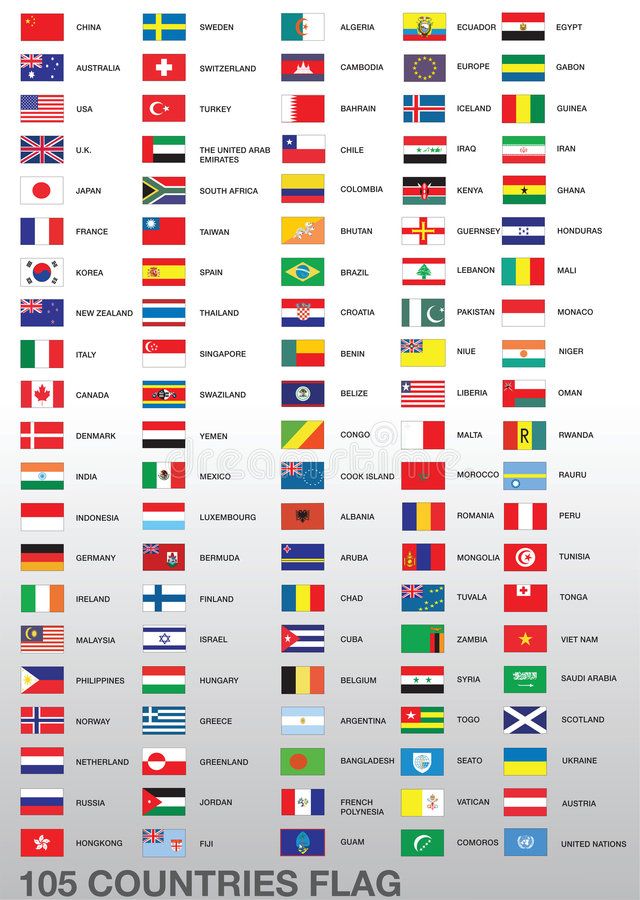 CHINA SWEDEN ALGERIA ECUADOR EGYPT
AUSTRALIA SWITZERLAND CAMBODIA EUROPE GABON
USA TURKEY BAHRAIN ICELAND GUINEA
U.K. THE UNITED ARAB EMIRATES CHILE IRAQ IRAN
JAPAN SOUTH AFRICA COLOMBIA KENYA GHANA
FRANCE TAIWAN BHUTAN GUERNSEY HONDURAS
KOREA SPAIN BRAZIL LEBANON MALI
NEW ZEALAND THAILAND CROATIA PAKISTAN MONACO
ITALY SINGAPORE BENIN NIUE NIGER
CANADA SWAZILAND BELIZE LIBERIA OMAN
DENMARK YEMEN CONGO MALTA R RWANDA
dreamstime
INDIA MEXICO COOK ISLAND MOROCCO RAURU
INDONESIA LUXEMBOURG ALBANIA ROMANIA PERU
GERMANY BERMUDA ARUBA MONGOLIA TUNISIA
IRELAND FINLAND CHAD TUVALA TONGA
MALAYSIA ISRAEL CUBA ZAMBIA VIET NAM
PHILIPPINES HUNGARY BELGIUM SYRIA SAUDI ARABIA
NORWAY GREECE ARGENTINA TOGO SCOTLAND
NETHERLAND GREENLAND BANGLADESH SEATO UKRAINE
RUSSIA JORDAN FRENCH POLYNESIA VATICAN AUSTRIA
HONGKONG FIJI GUAM COMOROS UNITED NATIONS
105 COUNTRIES FLAG